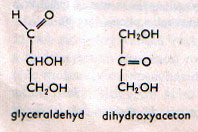 H O
C
CHOH
CH₂OH
glyceraldehyd
CH₂OH
C=O
CH₂OH
dihydroxyaceton